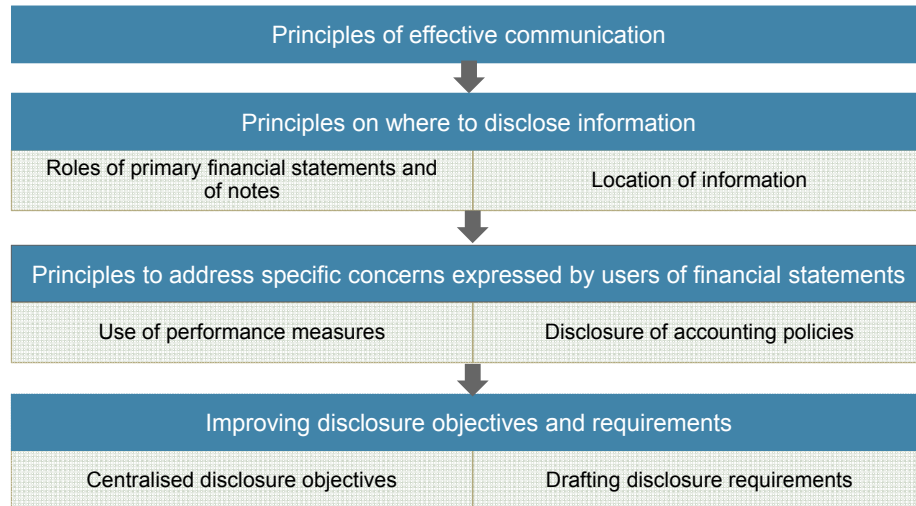 Principles of effective communication
Principles on where to disclose information
Roles of primary financial statements and
of notes
Location of information
Principles to address specific concerns expressed by users of financial statements
Use of performance measures
Disclosure of accounting policies
Improving disclosure objectives and requirements
Centralised disclosure objectives
Drafting disclosure requirements